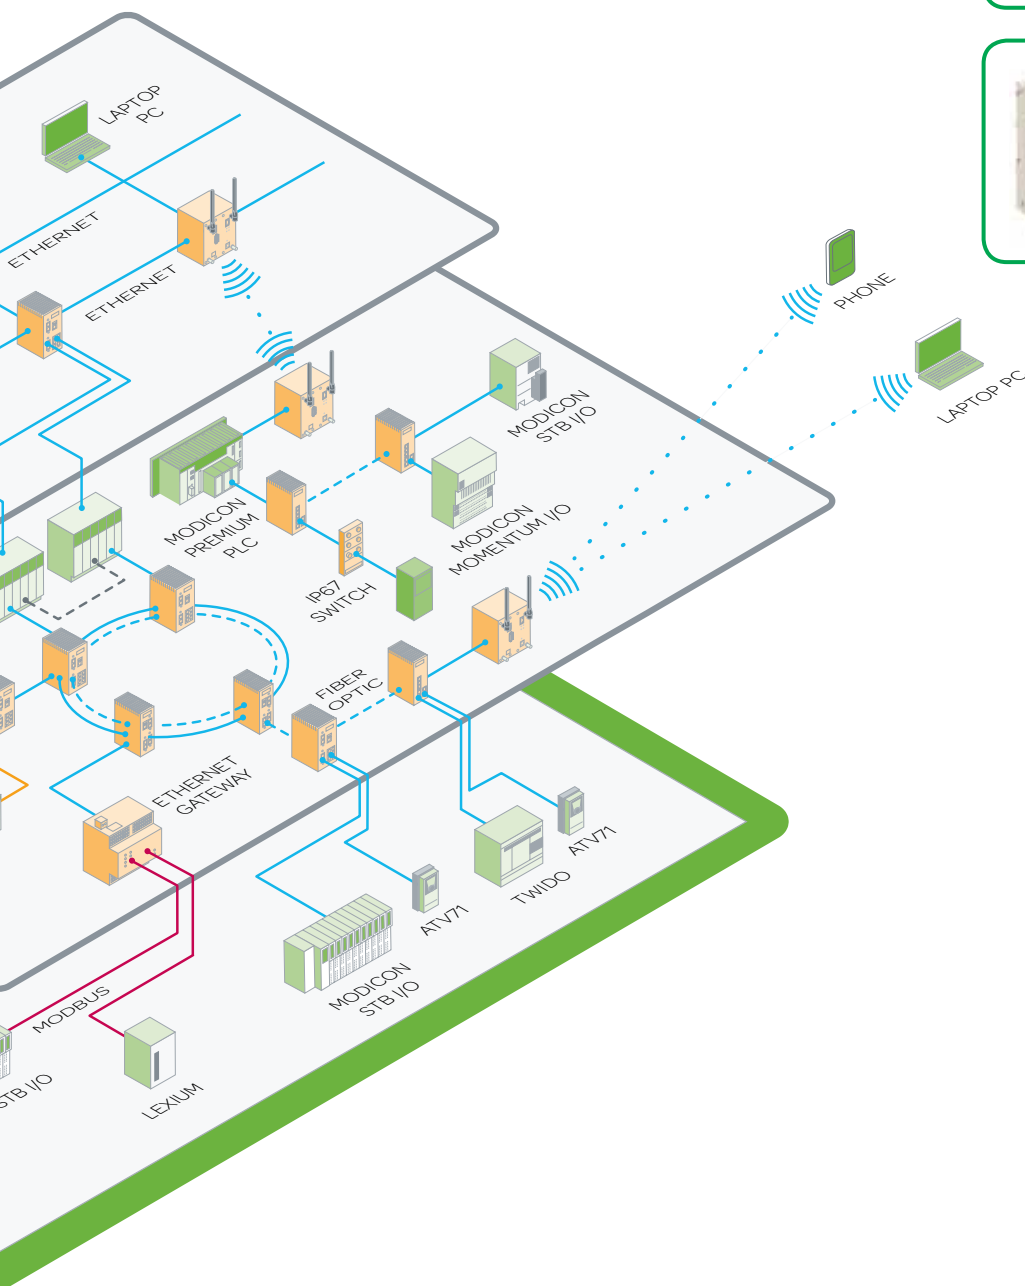 LAPTOP
PC
ETHERNET
ETHERNET
PHONE
LAPTOP PC
MODICON
STB I/O
MODICON
PREMIUM
PLC
MODICON
MOMENTUM I/O
IP67
SWITCH
FIBER
OPTIC
ETHERNET
GATEWAY
ATV71
TWIDO
ATV71
MODICON
STB I/O
MODBUS
STB I/O
LEXIUM